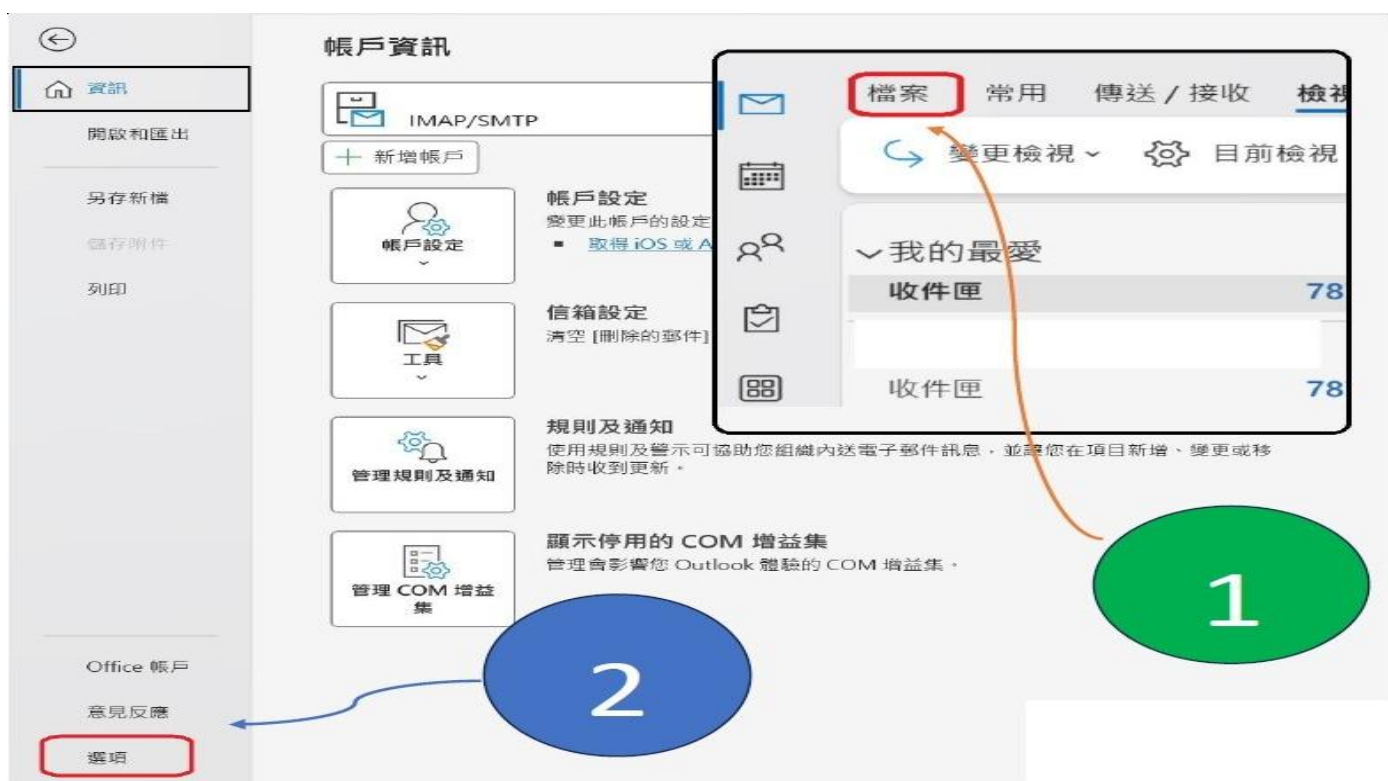 資訊
開啟和匯出
另存新檔
儲存附件
列印
Office 帳戶
意見反應
選項
帳戶資訊
IMAP/SMTP
新增帳戶
帳戶設定
帳戶設定
變更此帳戶的設定
取得 iOS 或 A
工具
信箱設定
清空 [刪除的郵件]
管理規則及通知
規則及通知
使用規則及警示可協助您組織內送電子郵件訊息,並讓您在項目新增、變更或移
除時收到更新。
管理 COM 增益
集
顯示停用的 COM 增益集
管理會影響您 Outlook 體驗的 COM 增益集。
檔案 常用 傳送 / 接收 檢視
變更檢視 目前檢視
我的最愛
收件匣 78
收件匣 78
1
2